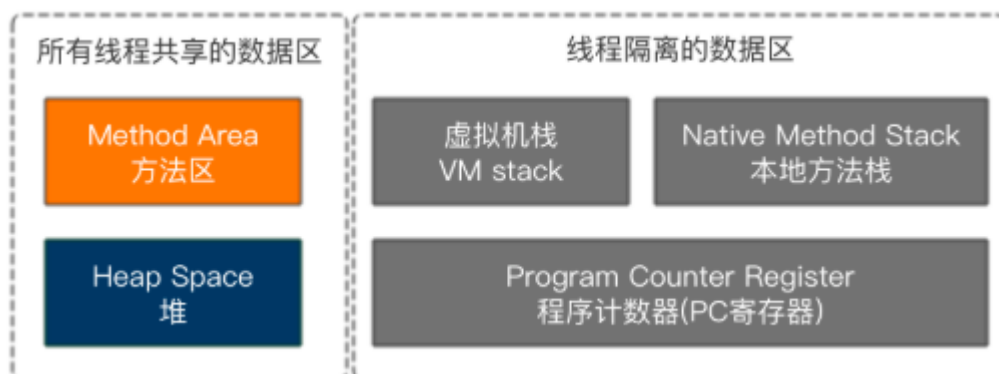 所有线程共享的数据区
Method Area
方法区
Heap Space
堆
线程隔离的数据区
虚拟机栈
VM stack
Native Method Stack
本地方法栈
Program Counter Register
程序计数器(PC寄存器)